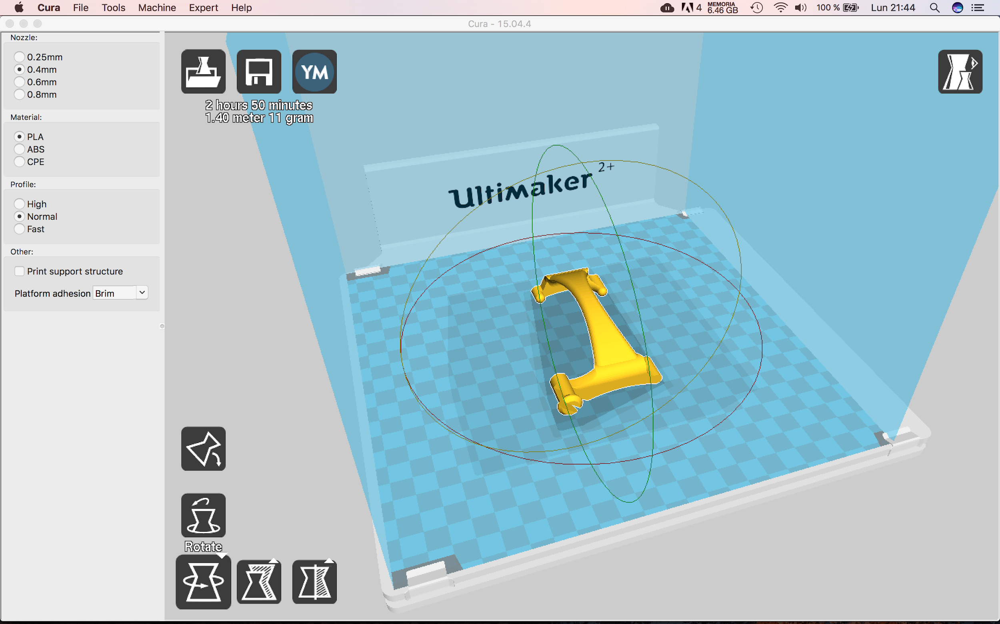 Cura File Tools Machine Expert Help
4 MEMORIA 6.46 GB 100 % Lun 21:44
Cura - 15.04.4
Nozzle:
0.25mm
0.4mm
0.6mm
0.8mm
Material:
PLA
ABS
CPE
Profile:
High
Normal
Fast
Other:
Print support structure
Platform adhesion Brim
YM
2 hours 50 minutes
1.40 meter 11 gram
Ultimaker 2+
Rotate